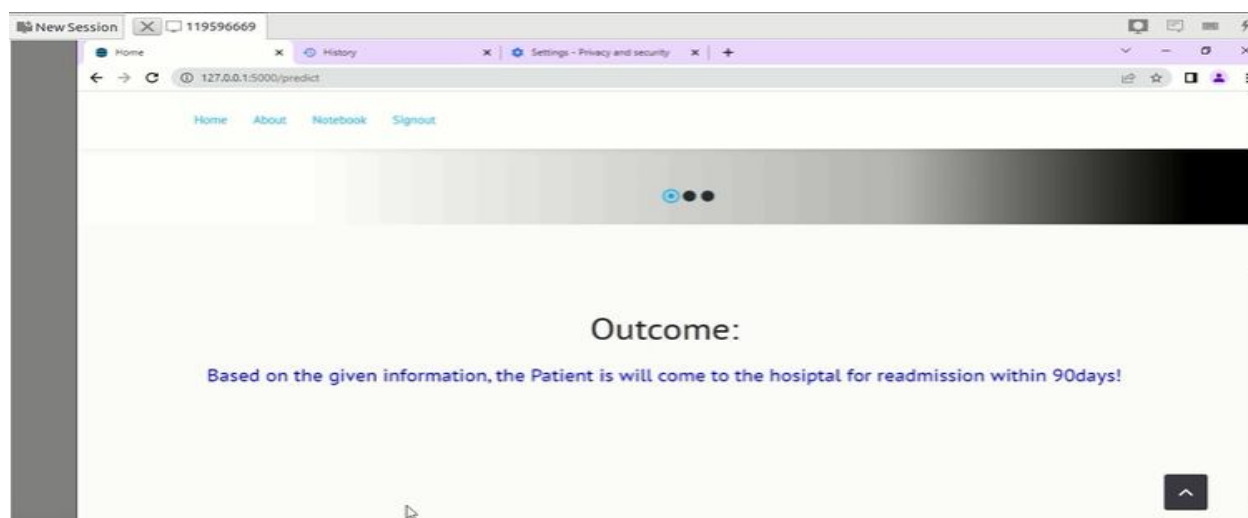 New Session 119596669
Home History Settings - Privacy and security
127.0.0.1:5000/predict
Home About Notebook Signout
Outcome:
Based on the given information, the Patient is will come to the hosiptal for readmission within 90days!